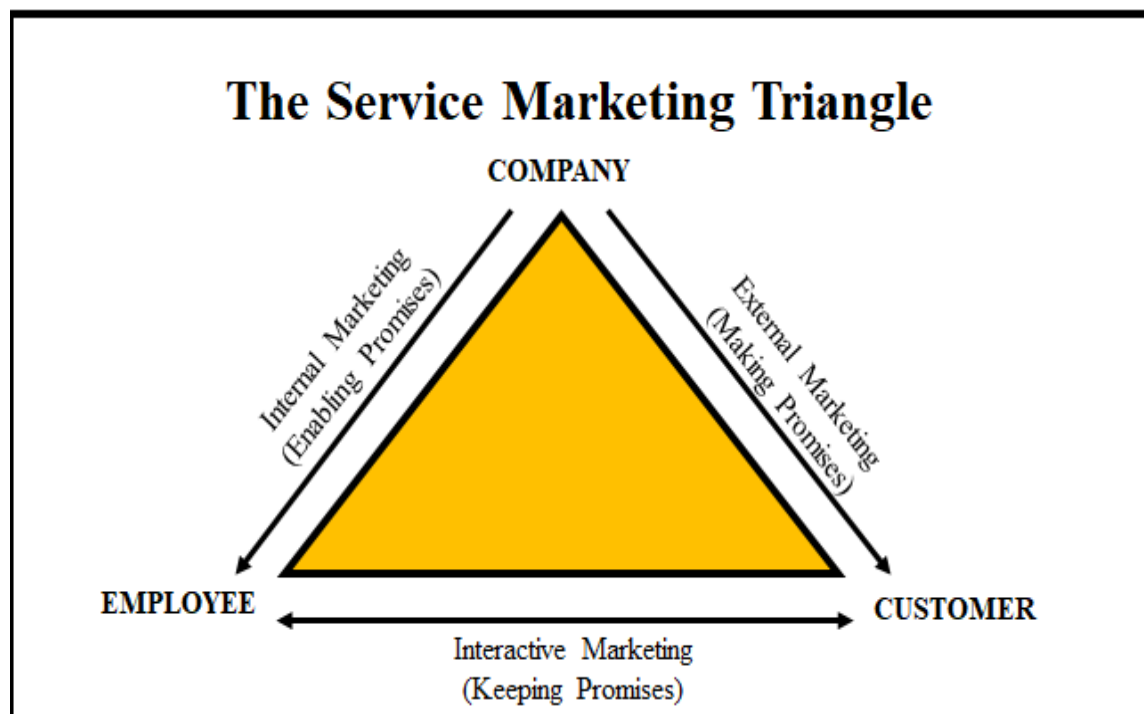 The Service Marketing Triangle
COMPANY
Internal Marketing
(Enabling Promises)
External Marketing
(Making Promises)
EMPLOYEE
CUSTOMER
Interactive Marketing
(Keeping Promises)